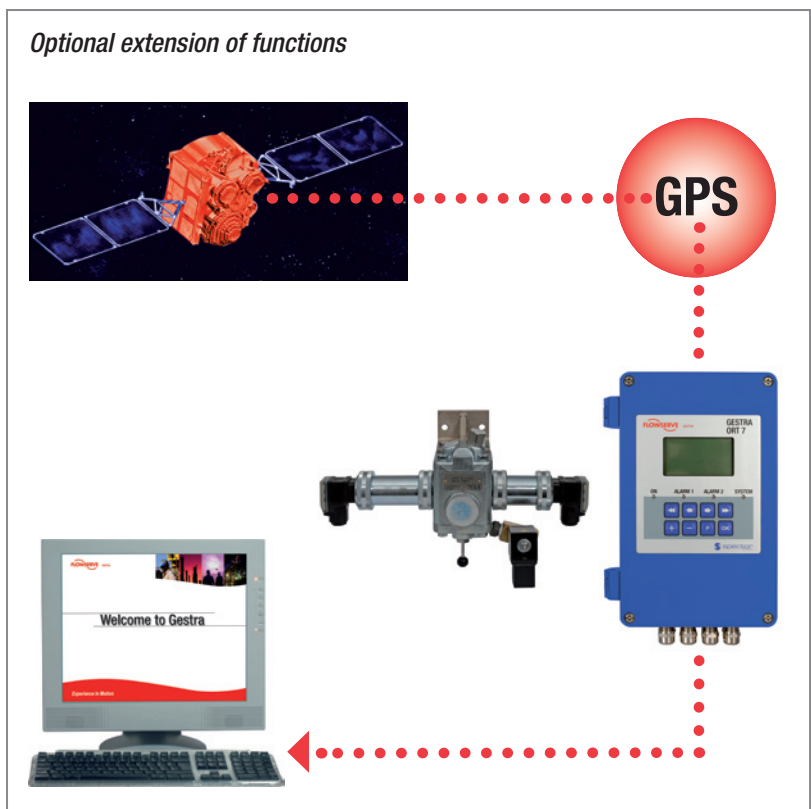 Optional extension of functions
GPS
FLOWSERVE
GESTRA
ORT 7
ON ALARM 1 ALARM 2 SYSTEM
+ − P
FLOWSERVE
Welcome to Gestra
Experience In Motion